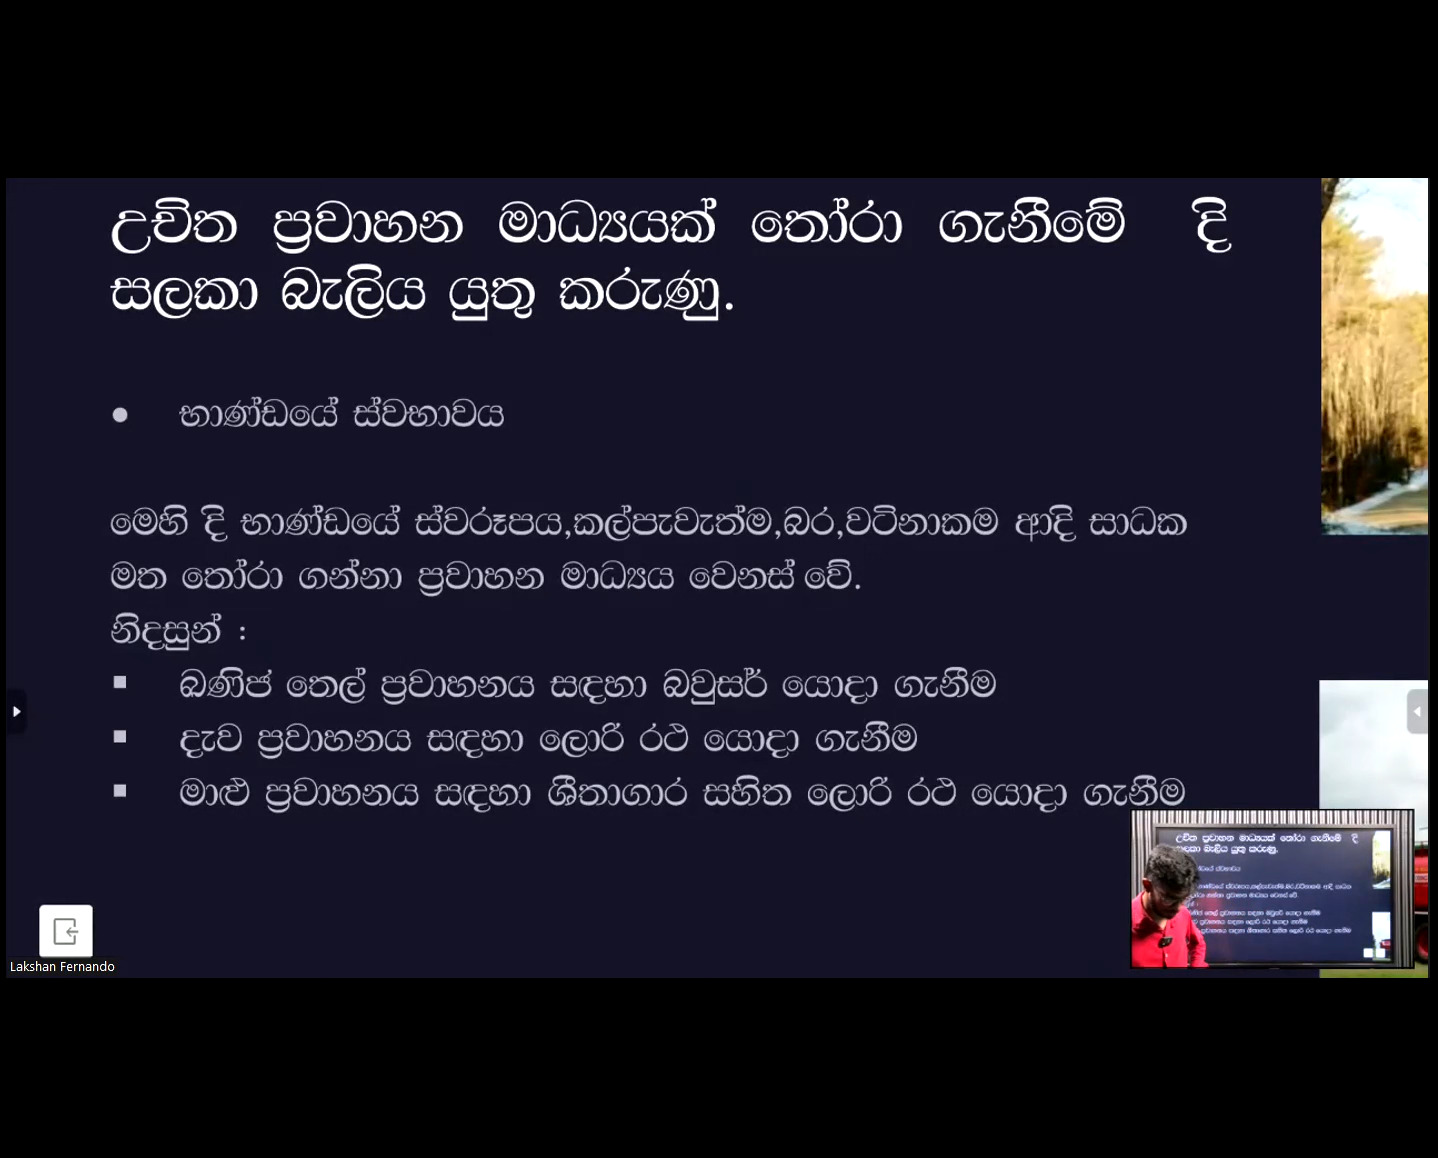 උචිත ප්‍රවාහන මාධ්‍යයක් තෝරා ගැනීමේ දි
සලකා බැලිය යුතු කරුණු.
● භාණ්ඩයේ ස්වභාවය
මෙහි දි භාණ්ඩයේ ස්වරූපය,කල්පැවැත්ම,බර,වටිනාකම ආදි සාධක
මත තෝරා ගන්නා ප්‍රවාහන මාධ්‍යය වෙනස් වේ.
නිදසුන් :
■ ඛණිජ තෙල් ප්‍රවාහනය සඳහා බවුසර් යොදා ගැනීම
■ දැව ප්‍රවාහනය සඳහා ලොරි රථ යොදා ගැනීම
■ මාළු ප්‍රවාහනය සඳහා ශීතාගාර සහිත ලොරි රථ යොදා ගැනීම
Lakshan Fernando